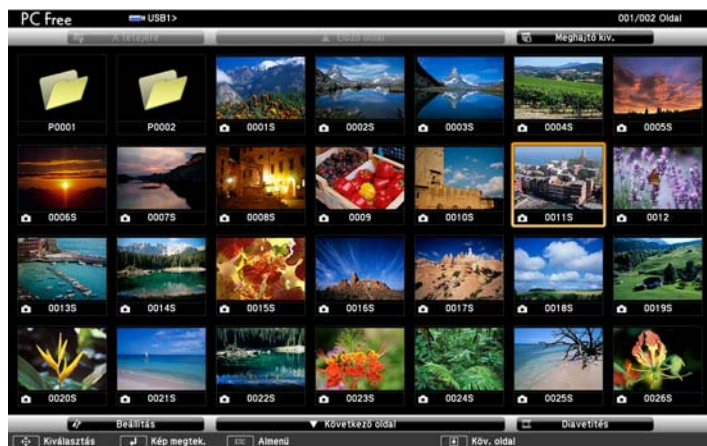 PC Free USB1> 001/002 Oldal
A tetejére Előző oldal Meghajtó kiv.
P0001 P0002 0001S 0002S 0003S 0004S 0005S
0006S 0007S 0008S 0009 0010S 0011S 0012
0013S 0014S 0015S 0016S 0017S 0018S 0019S
0020S 0021S 0022S 0023S 0024S 0025S 0026S
Beállítás Következő oldal Diavetítés
Kiválasztás Kép megtek. ESC Almenü Köv. oldal